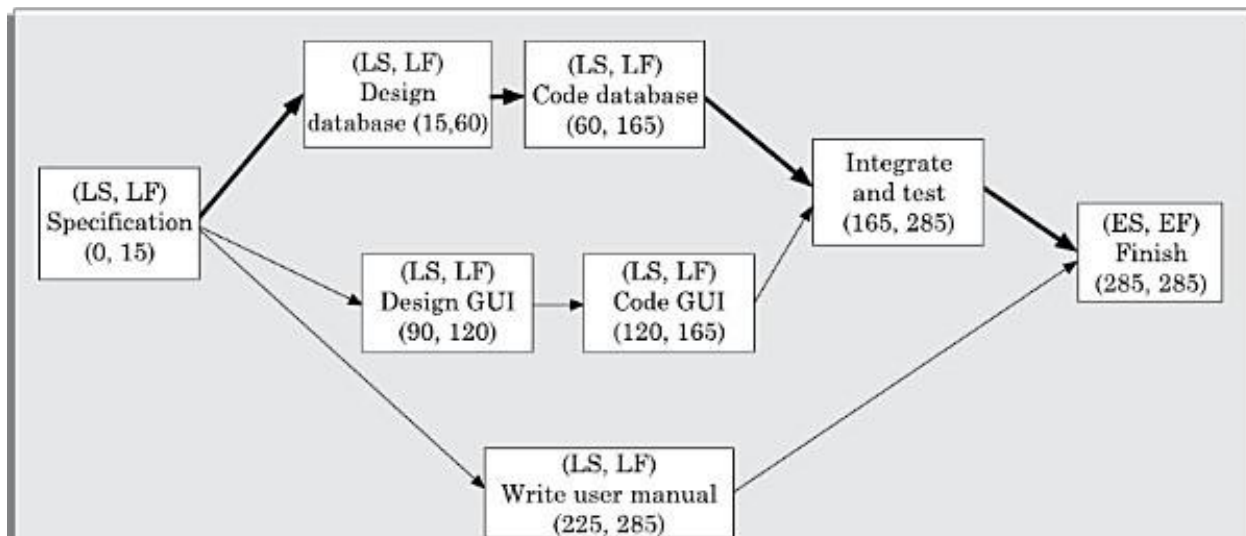 (LS, LF)
Design
database (15,60)
(LS, LF)
Code database
(60, 165)
(LS, LF)
Specification
(0, 15)
Integrate
and test
(165, 285)
(ES, EF)
Finish
(285, 285)
(LS, LF)
Design GUI
(90, 120)
(LS, LF)
Code GUI
(120, 165)
(LS, LF)
Write user manual
(225, 285)